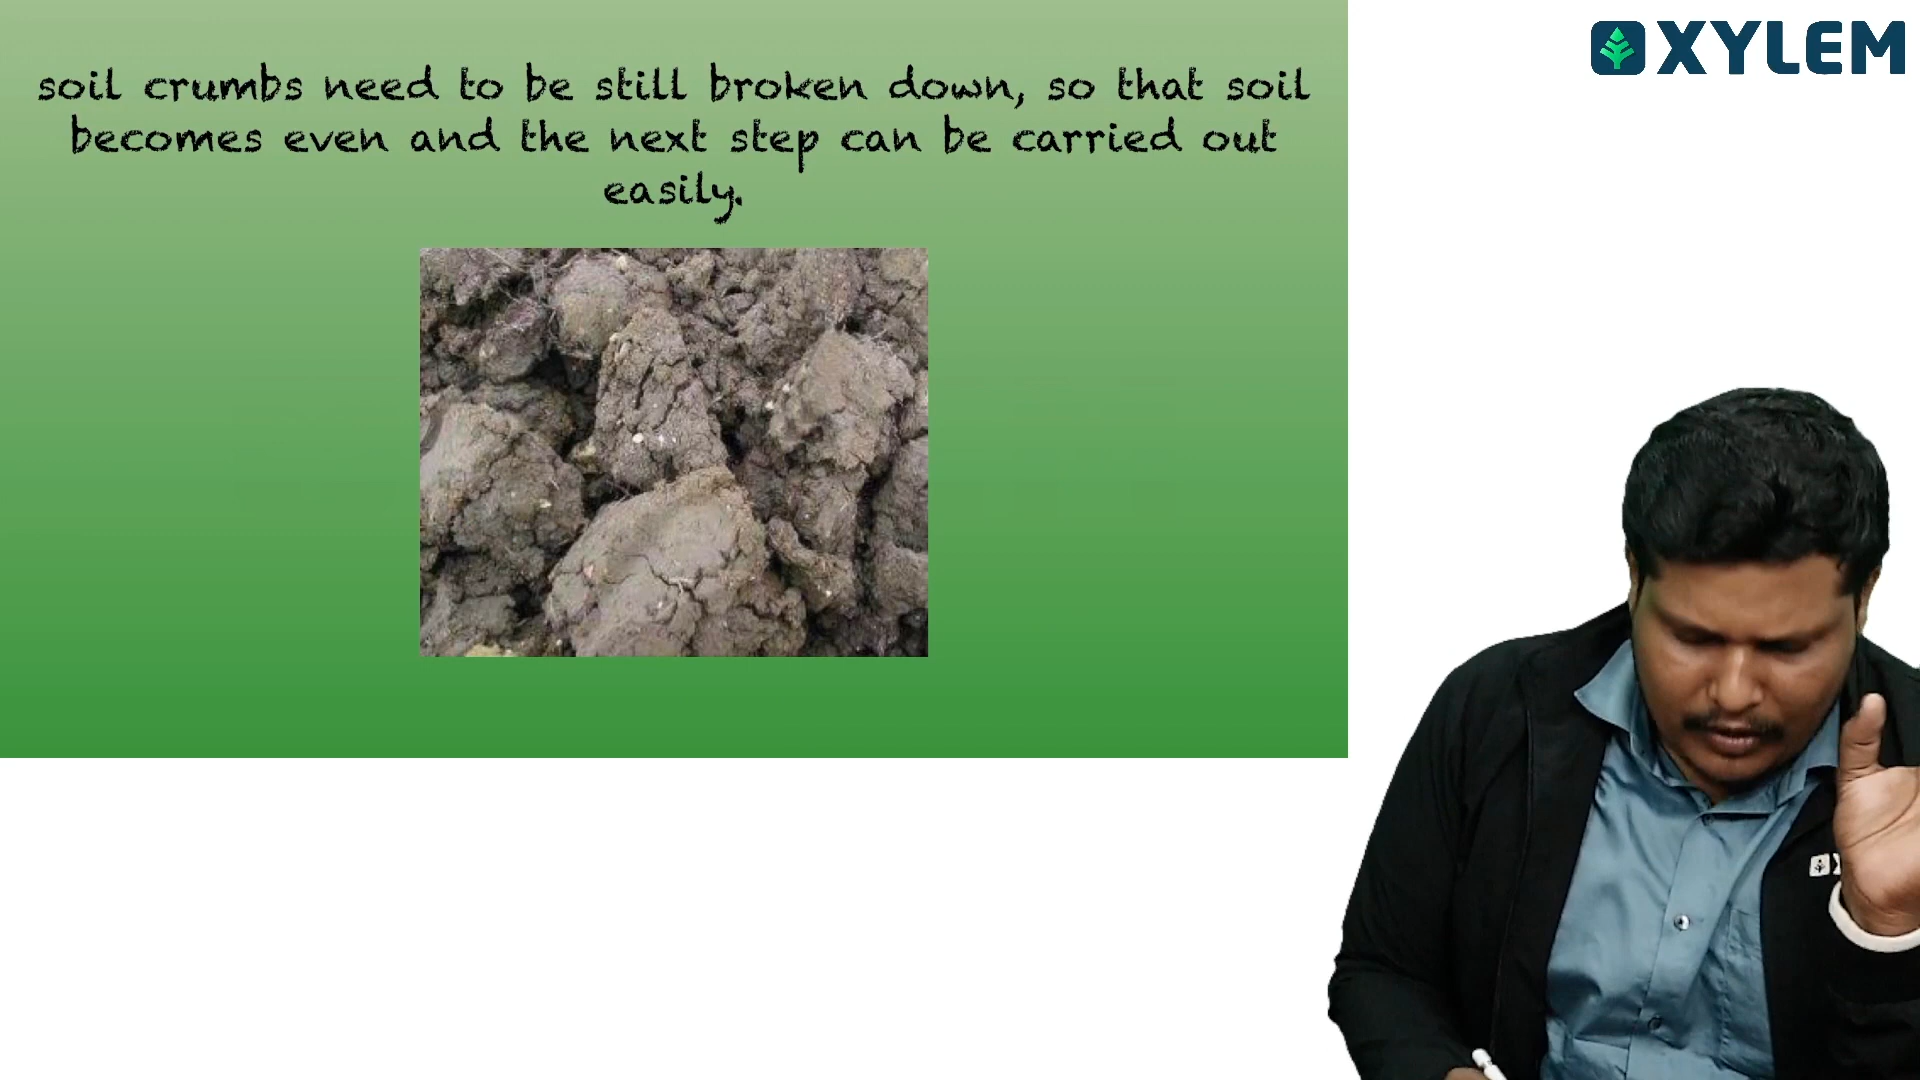 XYLEM
soil crumbs need to be still broken down, so that soil
becomes even and the next step can be carried out
easily.